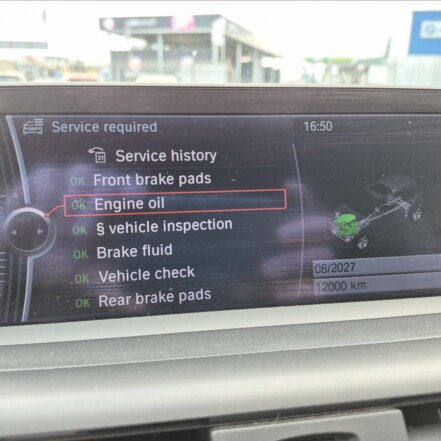 Service required
16:50
Service history
OK Front brake pads
OK Engine oil
OK § vehicle inspection
OK Brake fluid
OK Vehicle check
OK Rear brake pads
08/2027
12000 km